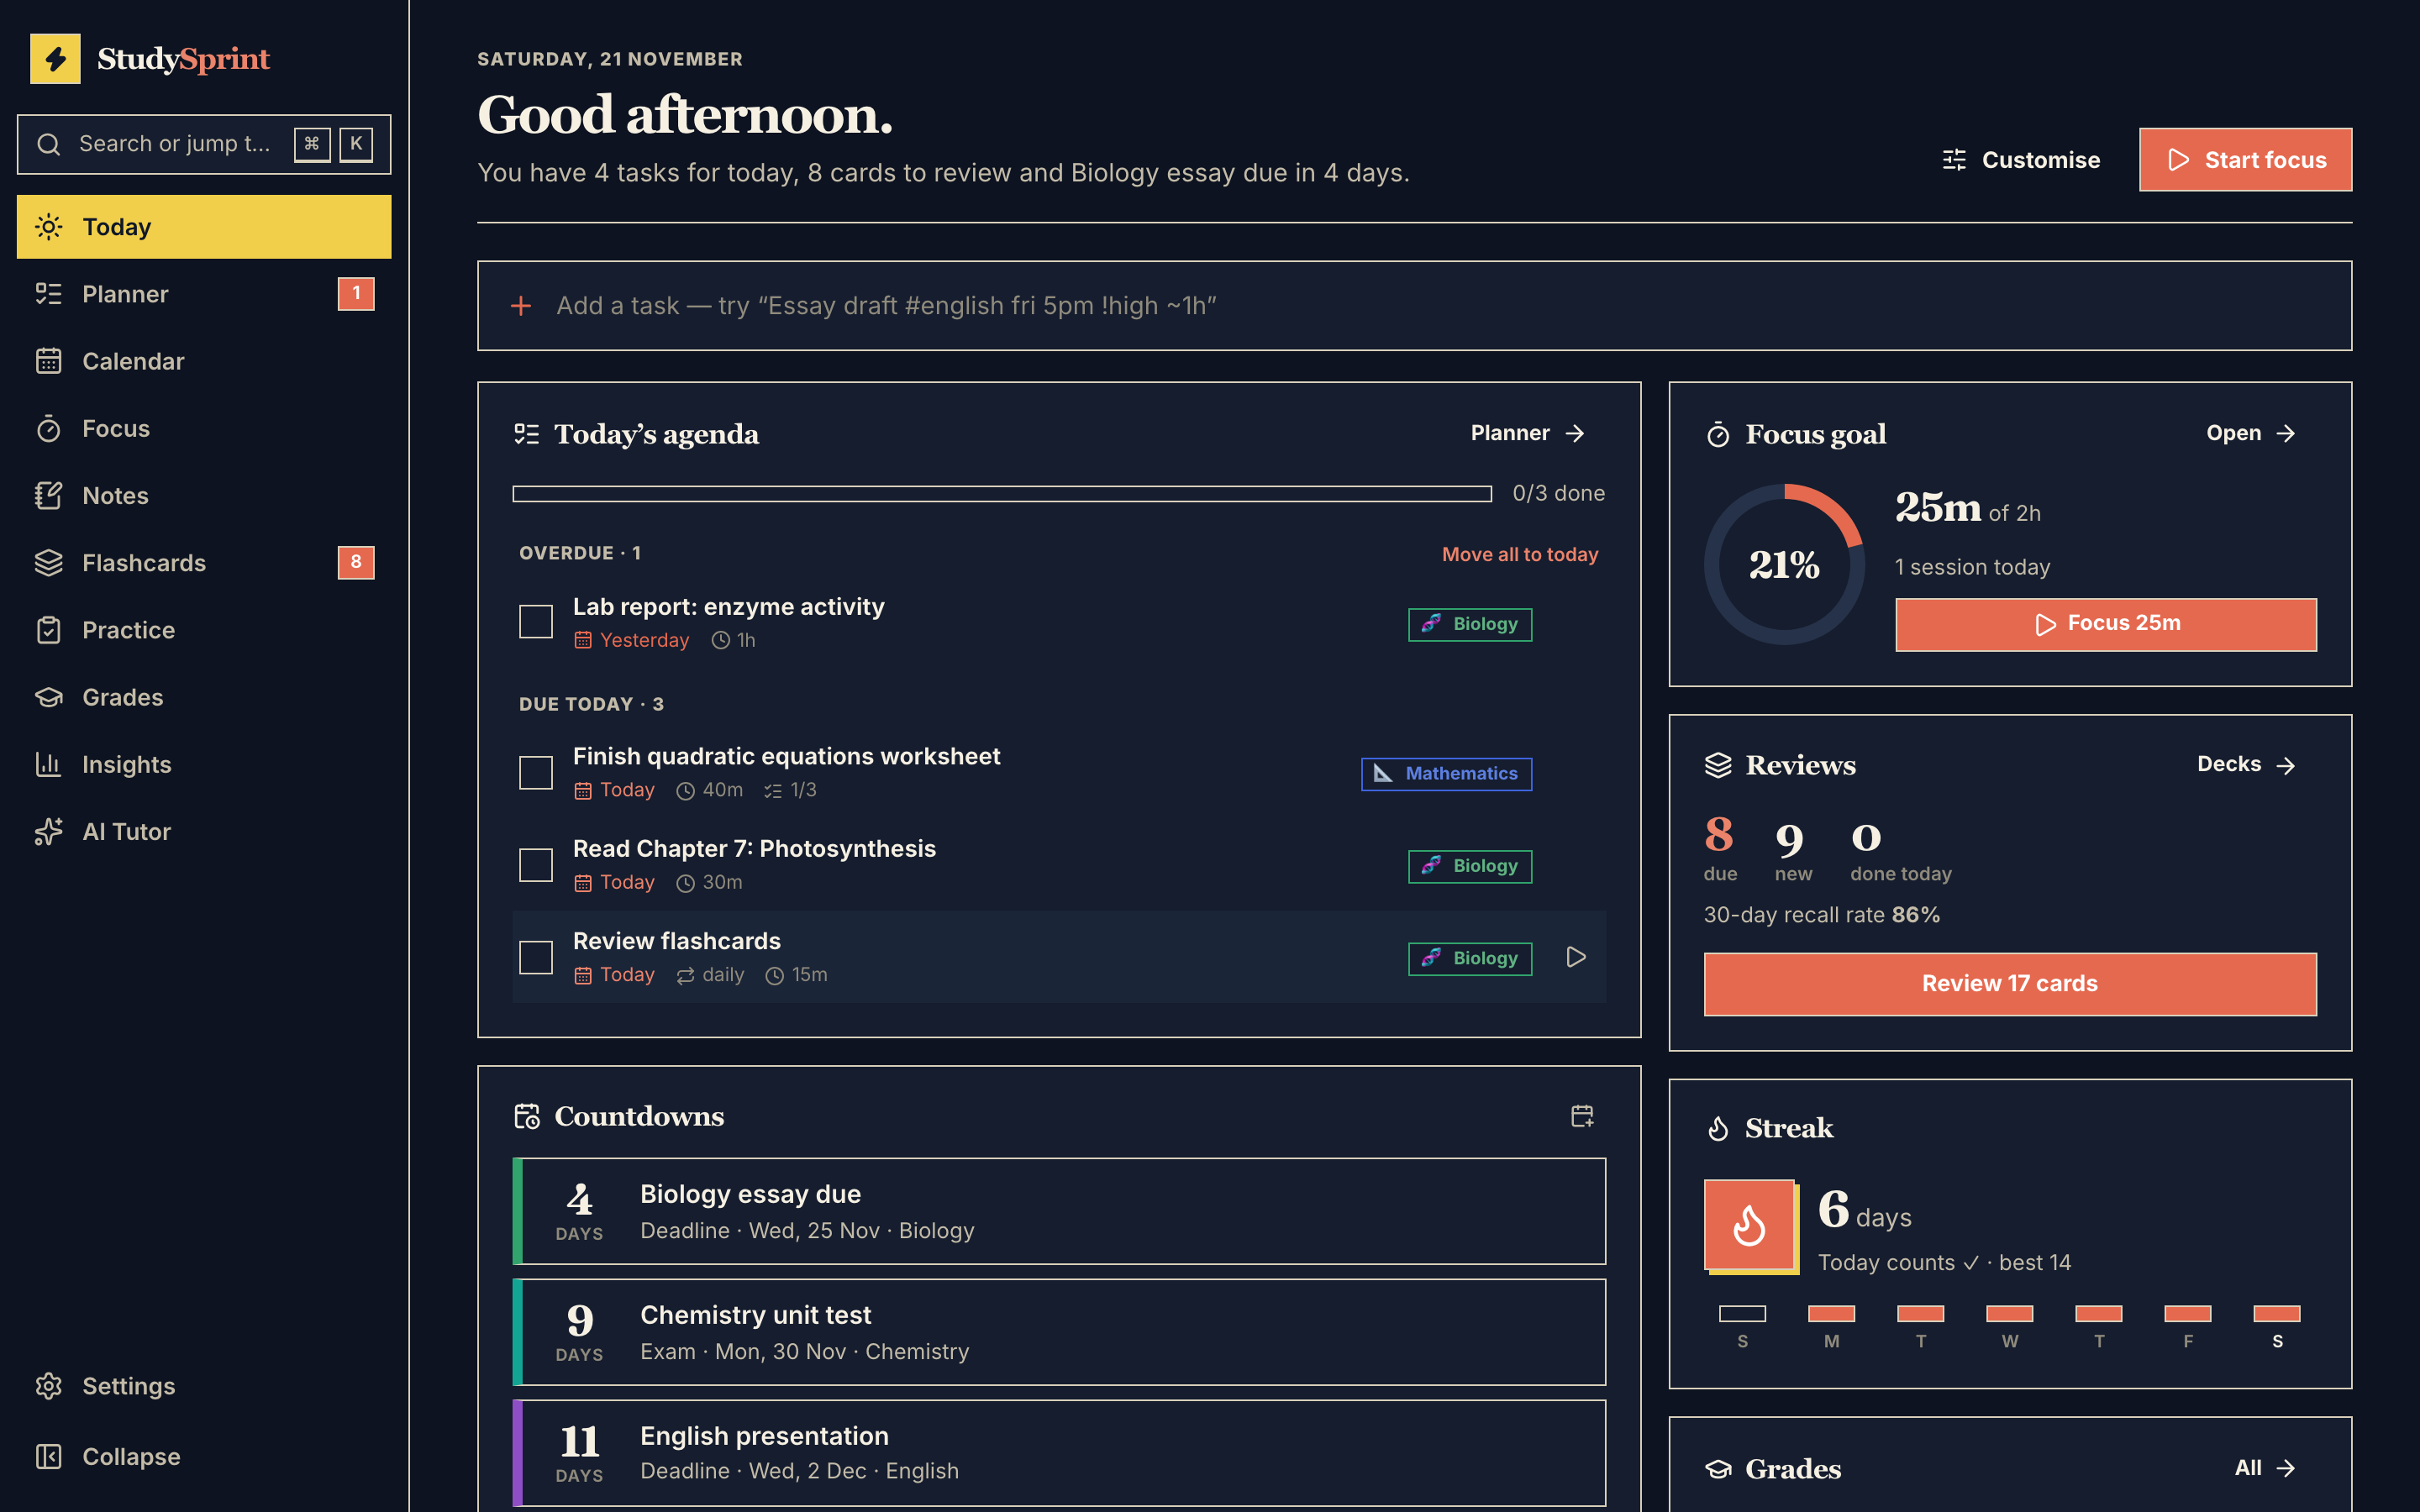 StudySprint
Search or jump t...
⌘ K
Today
Planner
1
Calendar
Focus
Notes
Flashcards
8
Practice
Grades
Insights
AI Tutor
Settings
Collapse
SATURDAY, 21 NOVEMBER
Good afternoon.
You have 4 tasks for today, 8 cards to review and Biology essay due in 4 days.
Customise
Start focus
Add a task — try “Essay draft #english fri 5pm !high ~1h”
Today’s agenda
Planner →
0/3 done
OVERDUE · 1
Move all to today
Lab report: enzyme activity
Yesterday 1h
Biology
DUE TODAY · 3
Finish quadratic equations worksheet
Today 40m 1/3
Mathematics
Read Chapter 7: Photosynthesis
Today 30m
Biology
Review flashcards
Today daily 15m
Biology
Countdowns
4
DAYS
Biology essay due
Deadline · Wed, 25 Nov · Biology
9
DAYS
Chemistry unit test
Exam · Mon, 30 Nov · Chemistry
11
DAYS
English presentation
Deadline · Wed, 2 Dec · English
Focus goal
Open →
21%
25m of 2h
1 session today
Focus 25m
Reviews
Decks →
8 9 0
due new done today
30-day recall rate 86%
Review 17 cards
Streak
6 days
Today counts ✓ · best 14
S M T W T F S
Grades
All →